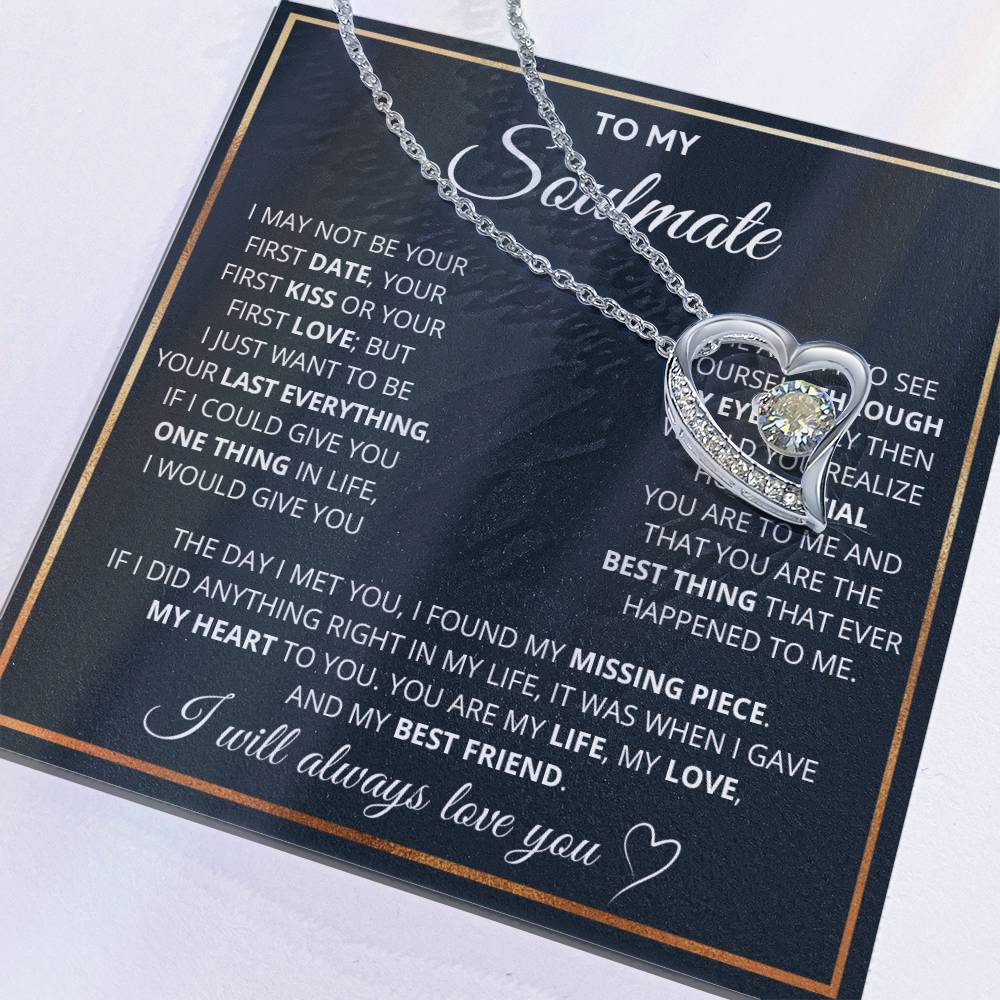 TO MY
Soulmate
I MAY NOT BE YOUR
FIRST DATE, YOUR
FIRST KISS OR YOUR
FIRST LOVE; BUT
I JUST WANT TO BE
YOUR LAST EVERYTHING.
IF I COULD GIVE YOU
ONE THING IN LIFE,
I WOULD GIVE YOU
TO SEE
THROUGH
THEN
YOU REALIZE
YOU ARE TO ME AND
THAT YOU ARE THE
BEST THING THAT EVER
HAPPENED TO ME.
THE DAY I MET YOU, I FOUND MY MISSING PIECE.
IF I DID ANYTHING RIGHT IN MY LIFE, IT WAS WHEN I GAVE
MY HEART TO YOU. YOU ARE MY LIFE, MY LOVE,
AND MY BEST FRIEND.
I will always love you